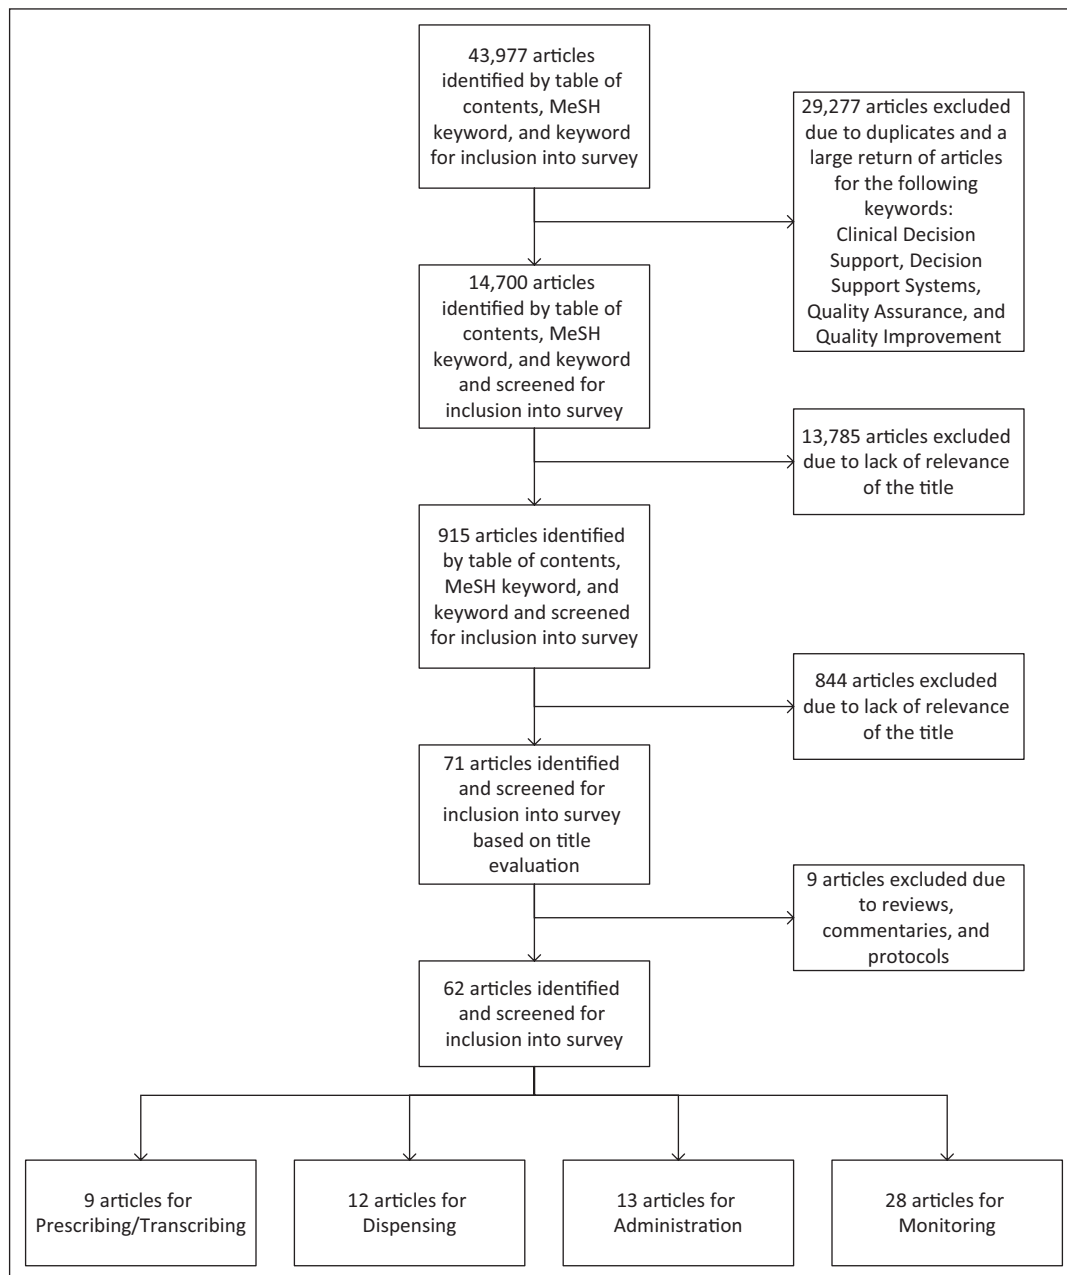 43,977 articles
identified by table of
contents, MeSH
keyword, and keyword
for inclusion into survey
29,277 articles excluded
due to duplicates and a
large return of articles
for the following
keywords:
Clinical Decision
Support, Decision
Support Systems,
Quality Assurance, and
Quality Improvement
14,700 articles
identified by table of
contents, MeSH
keyword, and keyword
and screened for
inclusion into survey
13,785 articles excluded
due to lack of relevance
of the title
915 articles identified
by table of contents,
MeSH keyword, and
keyword and screened
for inclusion into survey
844 articles excluded
due to lack of relevance
of the title
71 articles identified
and screened for
inclusion into survey
based on title
evaluation
9 articles excluded due
to reviews,
commentaries, and
protocols
62 articles identified
and screened for
inclusion into survey
9 articles for
Prescribing/Transcribing
12 articles for
Dispensing
13 articles for
Administration
28 articles for
Monitoring